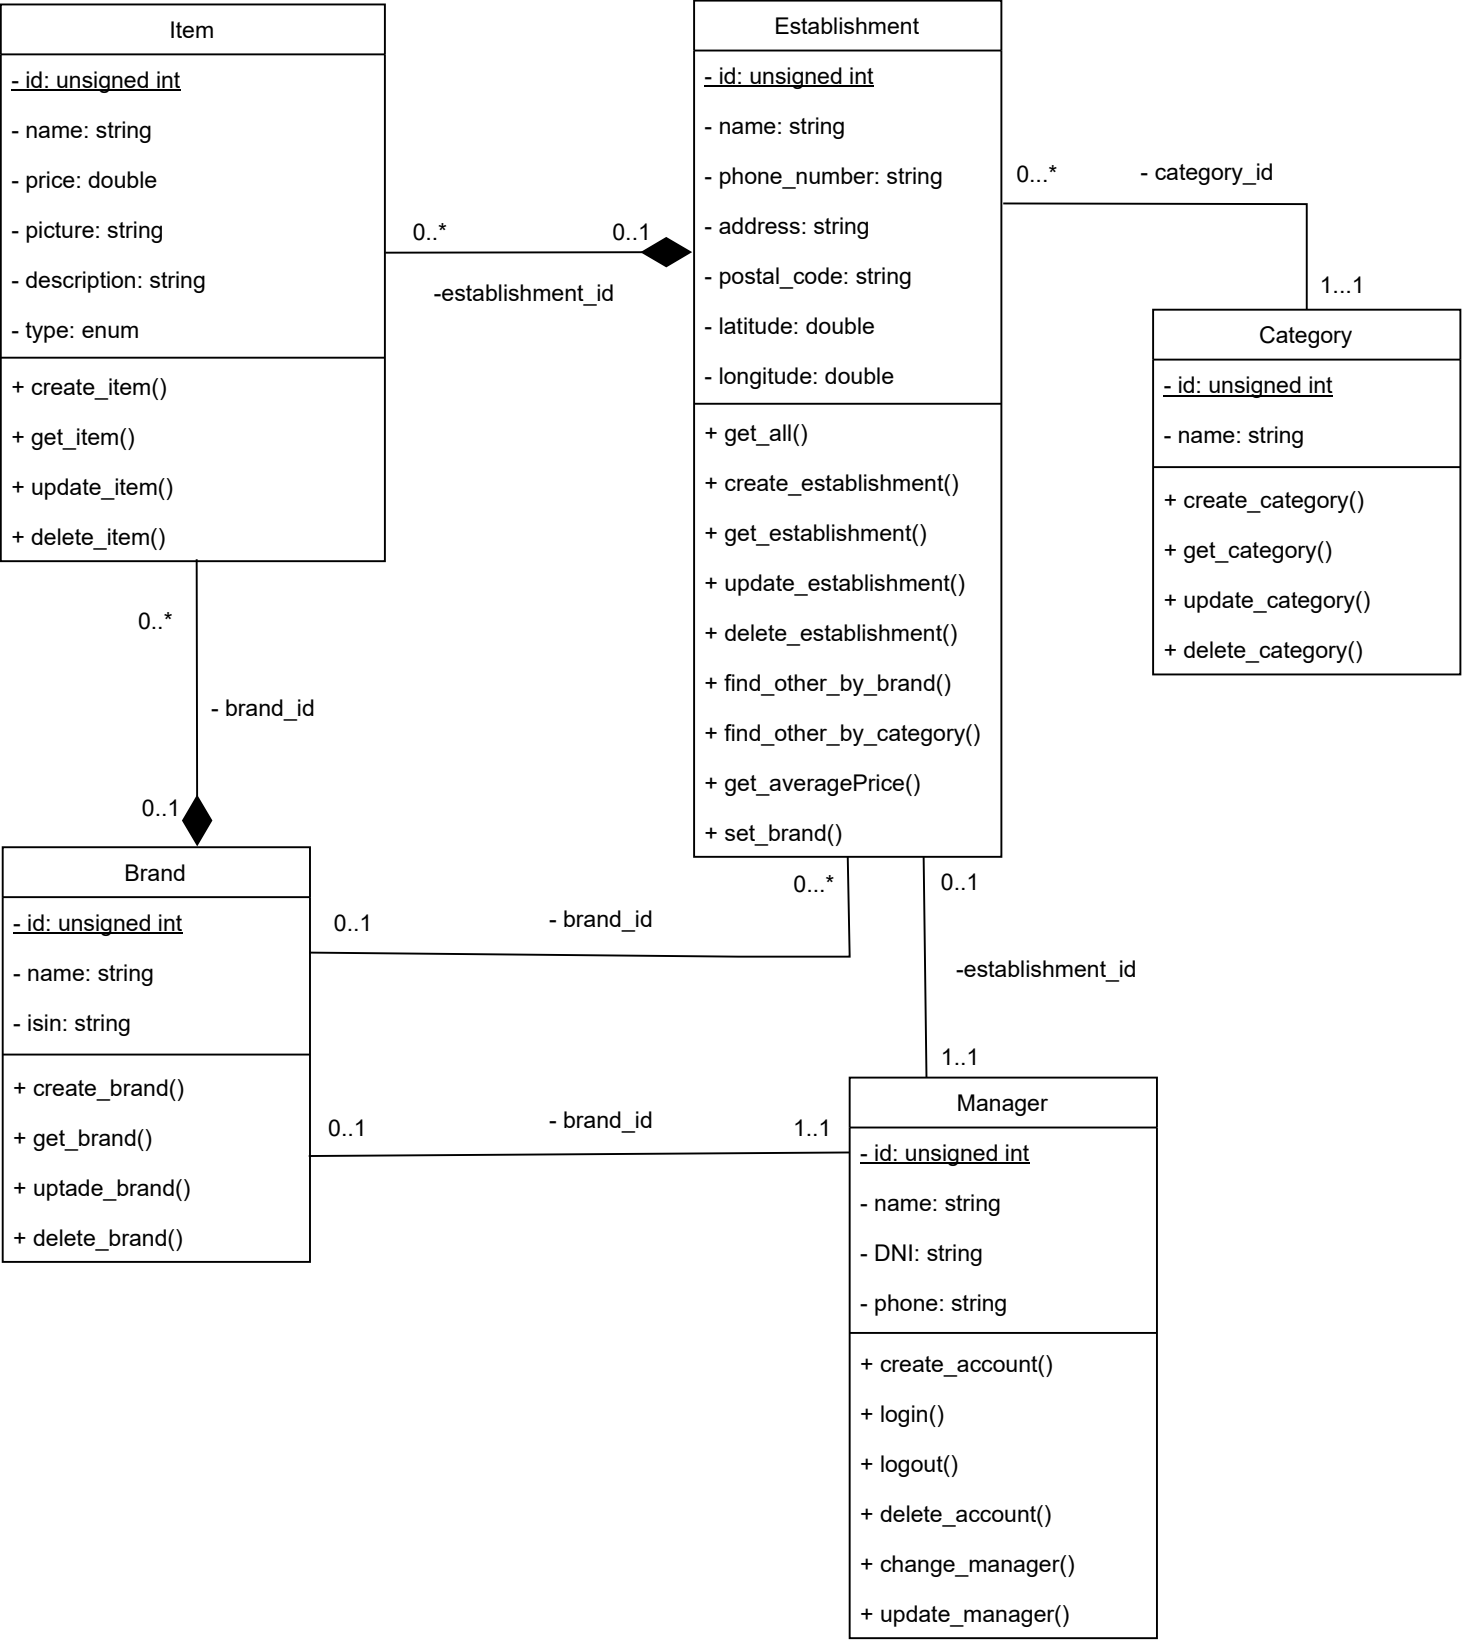 Item
- id: unsigned int
- name: string
- price: double
- picture: string
- description: string
- type: enum
+ create_item()
+ get_item()
+ update_item()
+ delete_item()
0..*
0..1
-establishment_id
Establishment
- id: unsigned int
- name: string
- phone_number: string
- address: string
- postal_code: string
- latitude: double
- longitude: double
+ get_all()
+ create_establishment()
+ get_establishment()
+ update_establishment()
+ delete_establishment()
+ find_other_by_brand()
+ find_other_by_category()
+ get_averagePrice()
+ set_brand()
0...*
- category_id
1...1
Category
- id: unsigned int
- name: string
+ create_category()
+ get_category()
+ update_category()
+ delete_category()
0..*
- brand_id
0..1
Brand
- id: unsigned int
- name: string
- isin: string
+ create_brand()
+ get_brand()
+ uptade_brand()
+ delete_brand()
0..1
- brand_id
0...*
0..1
-establishment_id
1..1
0..1
- brand_id
1..1
Manager
- id: unsigned int
- name: string
- DNI: string
- phone: string
+ create_account()
+ login()
+ logout()
+ delete_account()
+ change_manager()
+ update_manager()